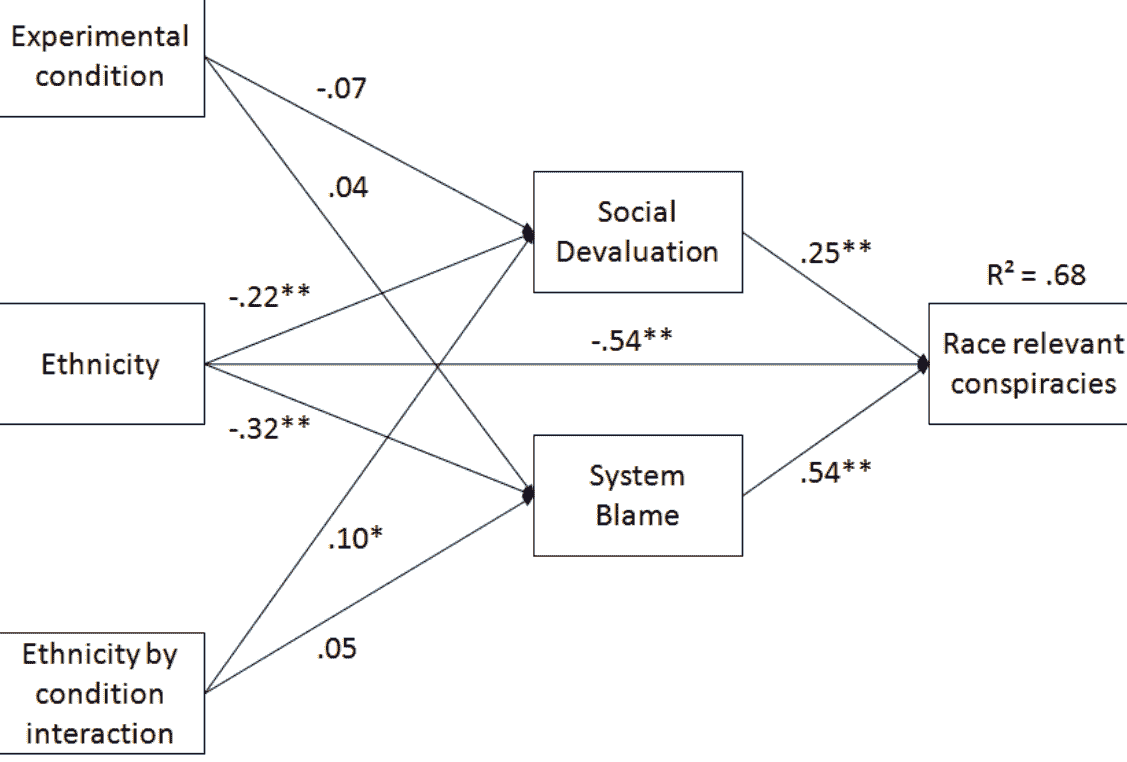 Experimental
condition
-.07
.04
Social
Devaluation
.25**
R² = .68
-.22**
Ethnicity
-.54**
Race relevant
conspiracies
-.32**
System
Blame
.54**
.10*
.05
Ethnicity by
condition
interaction